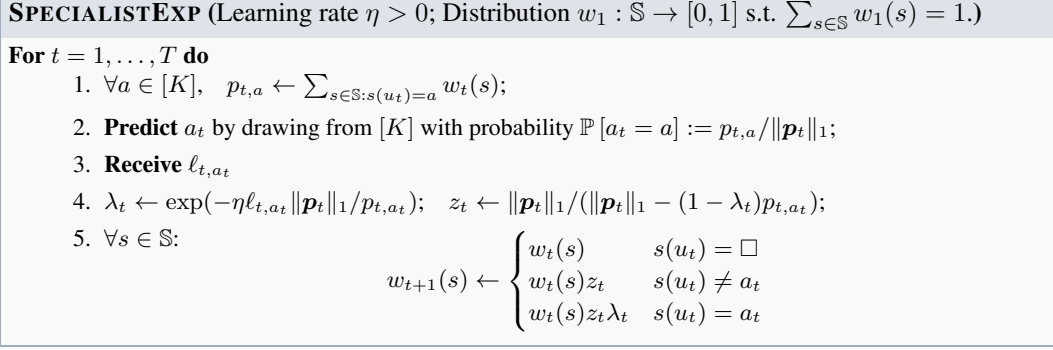 SPECIALISTEXP (Learning rate η > 0; Distribution w₁ : 𝕊 → [0, 1] s.t. ∑_{s∈𝕊} w₁(s) = 1.)
For t = 1, . . . , T do
1. ∀a ∈ [K], p_{t,a} ← ∑_{s∈𝕊:s(u_t)=a} w_t(s);
2. Predict a_t by drawing from [K] with probability ℙ [a_t = a] := p_{t,a}/‖p_t‖₁;
3. Receive ℓ_{t,a_t}
4. λ_t ← exp(−ηℓ_{t,a_t}‖p_t‖₁/p_{t,a_t}); z_t ← ‖p_t‖₁/(‖p_t‖₁ − (1 − λ_t)p_{t,a_t});
5. ∀s ∈ 𝕊:
w_{t+1}(s) ← { w_t(s) s(u_t) = □
w_t(s)z_t s(u_t) ≠ a_t
w_t(s)z_tλ_t s(u_t) = a_t